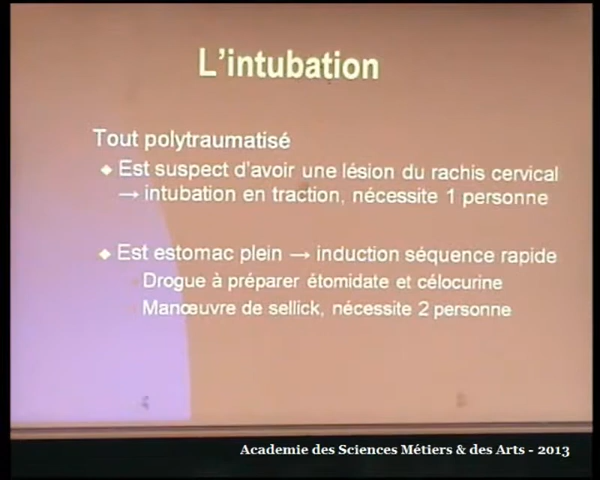 L'intubation
Tout polytraumatisé
Est suspect d'avoir une lésion du rachis cervical
→ intubation en traction, nécessite 1 personne
Est estomac plein → induction séquence rapide
Drogue à préparer étomidate et célocurine
Manœuvre de sellick, nécessite 2 personne
Academie des Sciences Métiers & des Arts - 2013